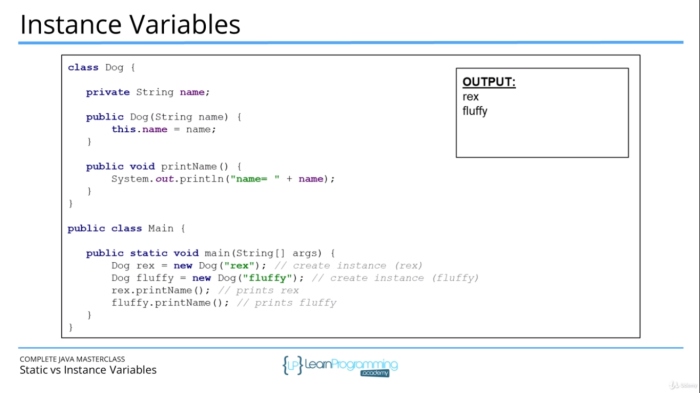 Instance Variables
class Dog {
private String name;
public Dog(String name) {
this.name = name;
}
public void printName() {
System.out.println("name= " + name);
}
}
public class Main {
public static void main(String[] args) {
Dog rex = new Dog("rex"); // create instance (rex)
Dog fluffy = new Dog("fluffy"); // create instance (fluffy)
rex.printName(); // prints rex
fluffy.printName(); // prints fluffy
}
}
OUTPUT:
rex
fluffy
COMPLETE JAVA MASTERCLASS
Static vs Instance Variables
{LP} LearnProgramming
academy